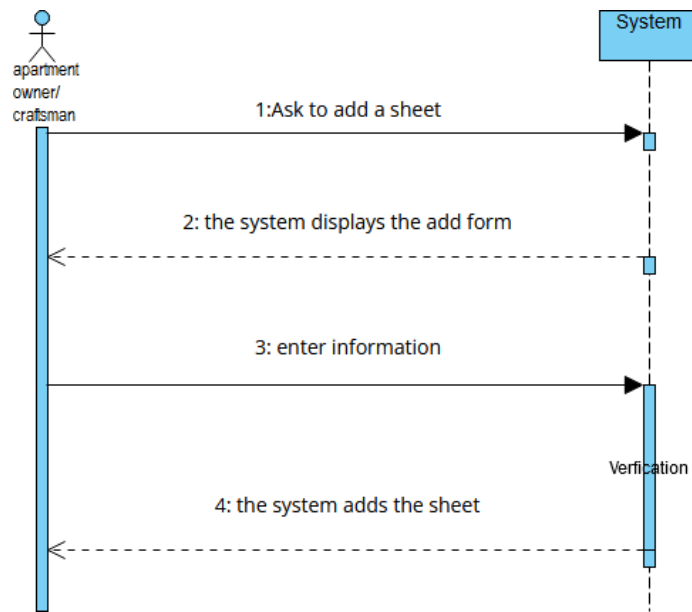 System
apartment
owner/
craftsman
1:Ask to add a sheet
2: the system displays the add form
3: enter information
Verfication
4: the system adds the sheet